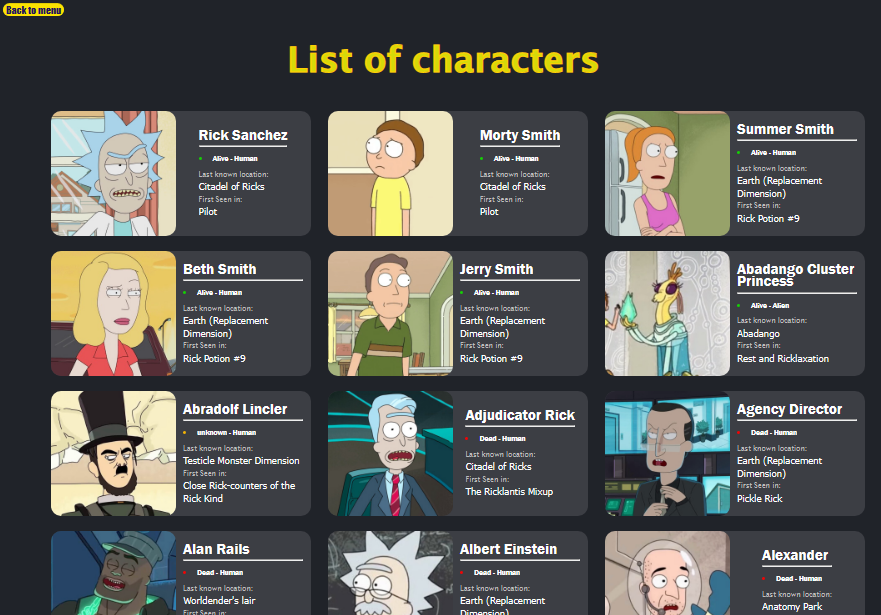 Back to menu
List of characters
Rick Sanchez
Alive - Human
Last known location:
Citadel of Ricks
First Seen in:
Pilot
Morty Smith
Alive - Human
Last known location:
Citadel of Ricks
First Seen in:
Pilot
Summer Smith
Alive - Human
Last known location:
Earth (Replacement
Dimension)
First Seen in:
Rick Potion #9
Beth Smith
Alive - Human
Last known location:
Earth (Replacement
Dimension)
First Seen in:
Rick Potion #9
Jerry Smith
Alive - Human
Last known location:
Earth (Replacement
Dimension)
First Seen in:
Rick Potion #9
Abadango Cluster
Princess
Alive - Alien
Last known location:
Abadango
First Seen in:
Rest and Ricklaxation
Abradolf Lincler
unknown - Human
Last known location:
Testicle Monster Dimension
First Seen in:
Close Rick-counters of the
Rick Kind
Adjudicator Rick
Dead - Human
Last known location:
Citadel of Ricks
First Seen in:
The Ricklantis Mixup
Agency Director
Dead - Human
Last known location:
Earth (Replacement
Dimension)
First Seen in:
Pickle Rick
Alan Rails
Dead - Human
Last known location:
Worldender's lair
First Seen in:
Albert Einstein
Dead - Human
Last known location:
Earth (Replacement
Dimension)
Alexander
Dead - Human
Last known location:
Anatomy Park